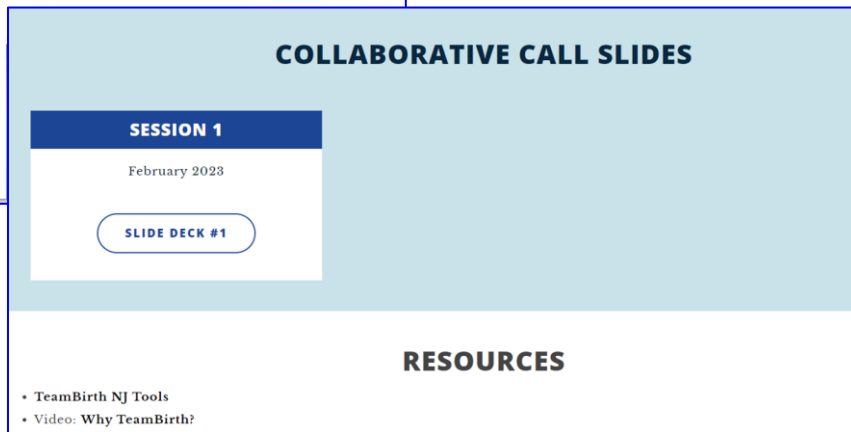 COLLABORATIVE CALL SLIDES
SESSION 1
February 2023
SLIDE DECK #1
RESOURCES
• TeamBirth NJ Tools
• Video: Why TeamBirth?